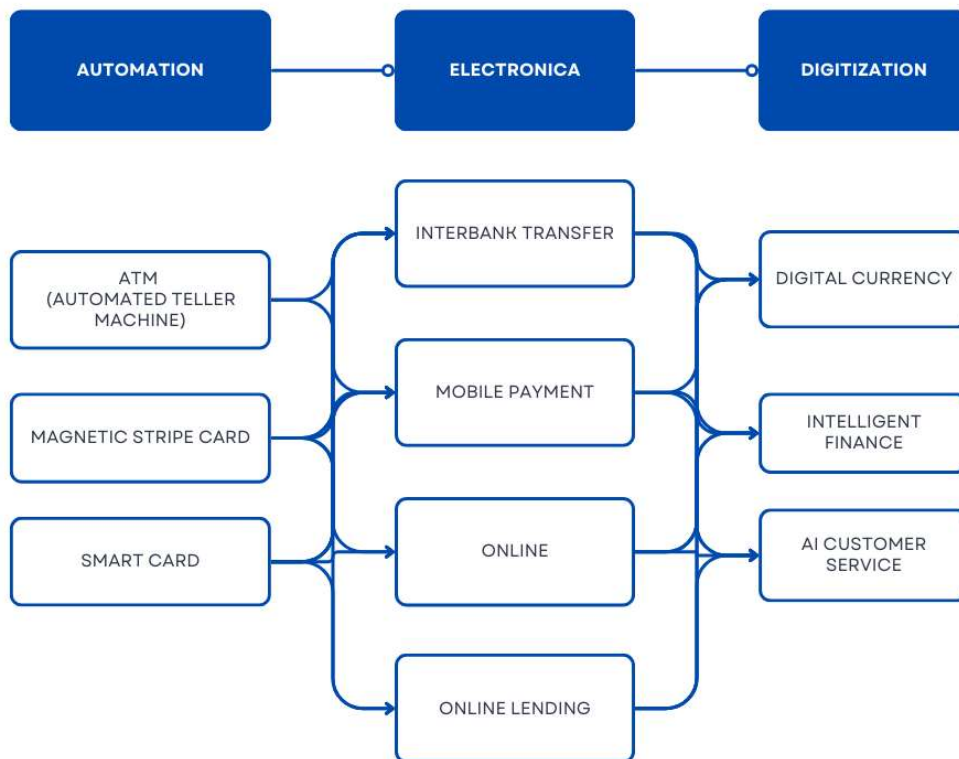 AUTOMATION
ELECTRONICA
DIGITIZATION
ATM
(AUTOMATED TELLER
MACHINE)
MAGNETIC STRIPE CARD
SMART CARD
INTERBANK TRANSFER
MOBILE PAYMENT
ONLINE
ONLINE LENDING
DIGITAL CURRENCY
INTELLIGENT
FINANCE
AI CUSTOMER
SERVICE